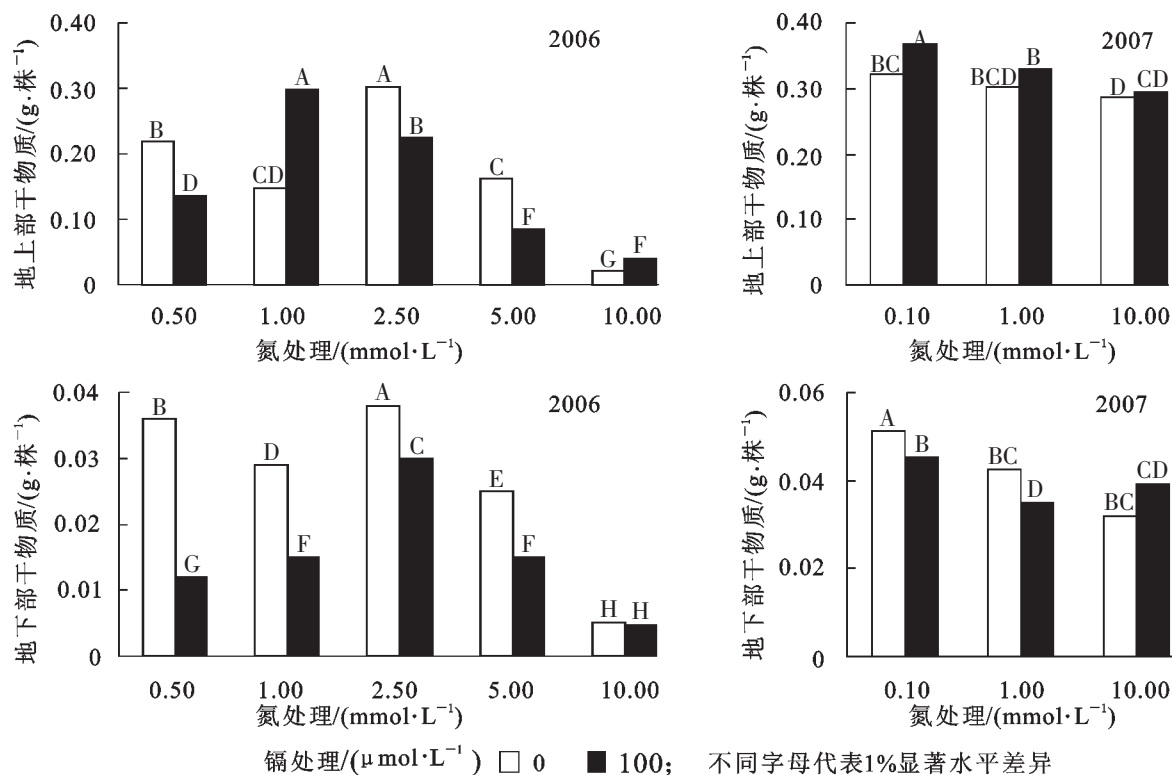 0.40
0.30
0.20
0.10
0
地上部干物质/(g·株⁻¹)
2006
B
D
CD
A
A
B
C
F
G
F
0.50 1.00 2.50 5.00 10.00
氮处理/(mmol·L⁻¹)
0.40
0.30
0.20
0.10
0
地上部干物质/(g·株⁻¹)
2007
BC
A
BCD
B
D
CD
0.10 1.00 10.00
氮处理/(mmol·L⁻¹)
0.04
0.03
0.02
0.01
0
地下部干物质/(g·株⁻¹)
2006
B
G
D
F
A
C
E
F
H
H
0.50 1.00 2.50 5.00 10.00
氮处理/(mmol·L⁻¹)
0.06
0.04
0.02
0
地下部干物质/(g·株⁻¹)
2007
A
B
BC
D
BC
CD
0.10 1.00 10.00
氮处理/(mmol·L⁻¹)
镉处理/(μmol·L⁻¹) 0 100; 不同字母代表1%显著水平差异